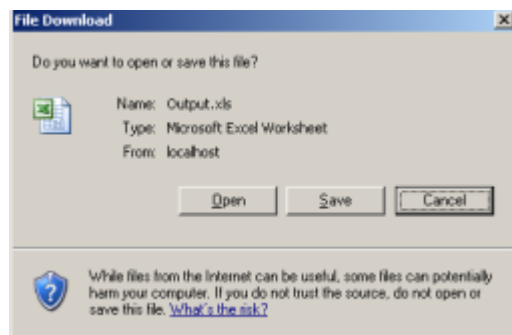 File Download
Do you want to open or save this file?
Name: Output.xls
Type: Microsoft Excel Worksheet
From: localhost
Open Save Cancel
While files from the Internet can be useful, some files can potentially
harm your computer. If you do not trust the source, do not open or
save this file. What's the risk?